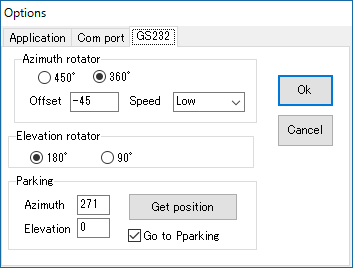 Options
Application Com port GS232
Azimuth rotator
450° 360°
Offset -45 Speed Low
Ok
Cancel
Elevation rotator
180° 90°
Parking
Azimuth 271 Get position
Elevation 0
Go to Pparking